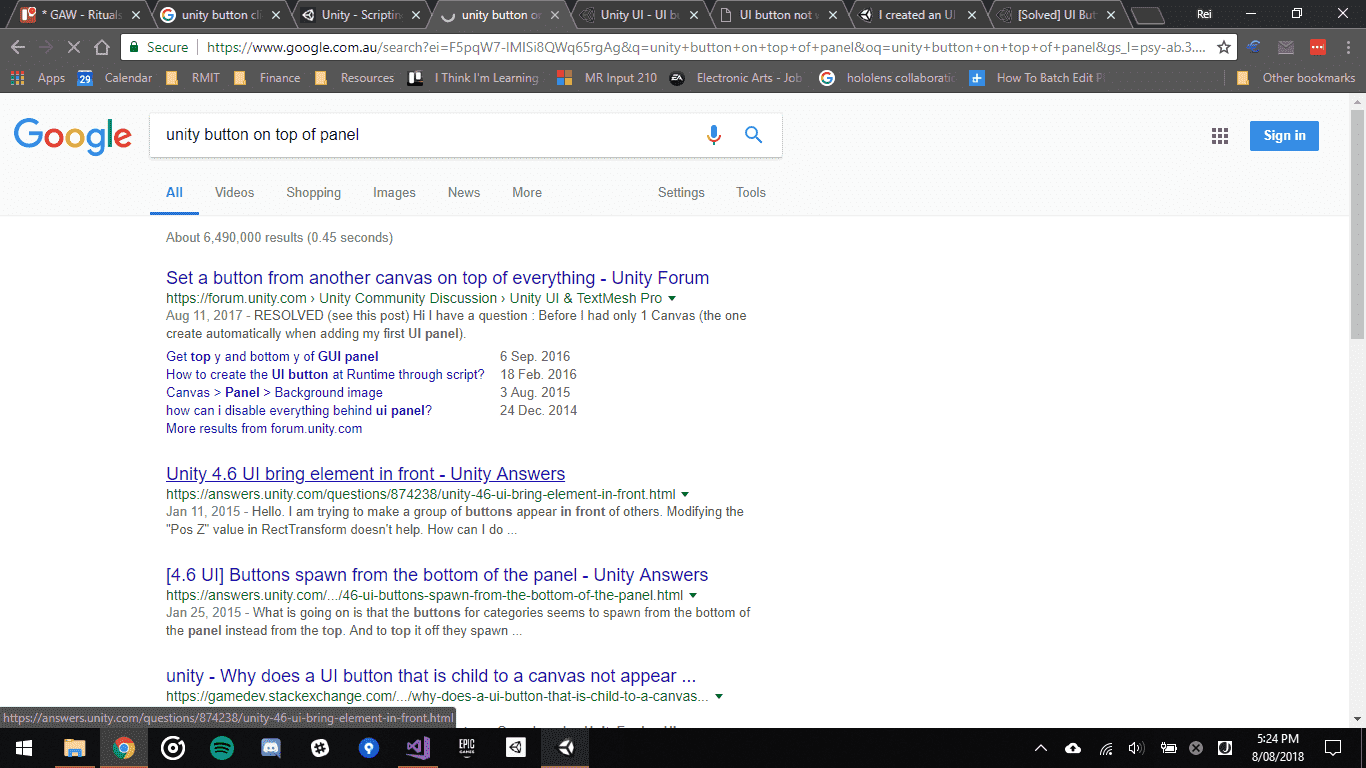 * GAW - Rituals
unity button cli
Unity - Scriptin
unity button on
Unity UI - UI bu
UI button not w
I created an UI
[Solved] UI But
Rei
Secure
https://www.google.com.au/search?ei=F5pqW7-IMISi8QWq65rgAg&q=unity+button+on+top+of+panel&oq=unity+button+on+top+of+panel&gs_l=psy-ab.3....
Apps
29
Calendar
RMIT
Finance
Resources
I Think I'm Learning
MR Input 210
EA
Electronic Arts - Job
hololens collaboratio
How To Batch Edit P
Other bookmarks
Google
unity button on top of panel
Sign in
All Videos Shopping Images News More Settings Tools
About 6,490,000 results (0.45 seconds)
Set a button from another canvas on top of everything - Unity Forum
https://forum.unity.com › Unity Community Discussion › Unity UI & TextMesh Pro
Aug 11, 2017 - RESOLVED (see this post) Hi I have a question : Before I had only 1 Canvas (the one
create automatically when adding my first UI panel).
Get top y and bottom y of GUI panel 6 Sep. 2016
How to create the UI button at Runtime through script? 18 Feb. 2016
Canvas > Panel > Background image 3 Aug. 2015
how can i disable everything behind ui panel? 24 Dec. 2014
More results from forum.unity.com
Unity 4.6 UI bring element in front - Unity Answers
https://answers.unity.com/questions/874238/unity-46-ui-bring-element-in-front.html
Jan 11, 2015 - Hello. I am trying to make a group of buttons appear in front of others. Modifying the
"Pos Z" value in RectTransform doesn't help. How can I do ...
[4.6 UI] Buttons spawn from the bottom of the panel - Unity Answers
https://answers.unity.com/.../46-ui-buttons-spawn-from-the-bottom-of-the-panel.html
Jan 25, 2015 - What is going on is that the buttons for categories seems to spawn from the bottom of
the panel instead from the top. And to top it off they spawn ...
unity - Why does a UI button that is child to a canvas not appear ...
https://gamedev.stackexchange.com/.../why-does-a-ui-button-that-is-child-to-a-canvas...
https://answers.unity.com/questions/874238/unity-46-ui-bring-element-in-front.html
EPIC
GAMES
5:24 PM
8/08/2018